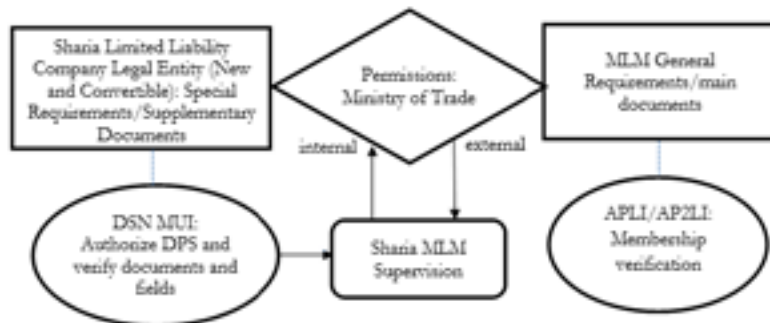 Sharia Limited Liability
Company Legal Entity (New
and Convertible): Special
Requirements/Supplementary
Documents
Permissions:
Ministry of Trade
MLM General
Requirements/main
documents
internal
external
DSN MUI:
Authorize DPS and
verify documents and
fields
Sharia MLM
Supervision
APLI/AP2LI:
Membership
verification